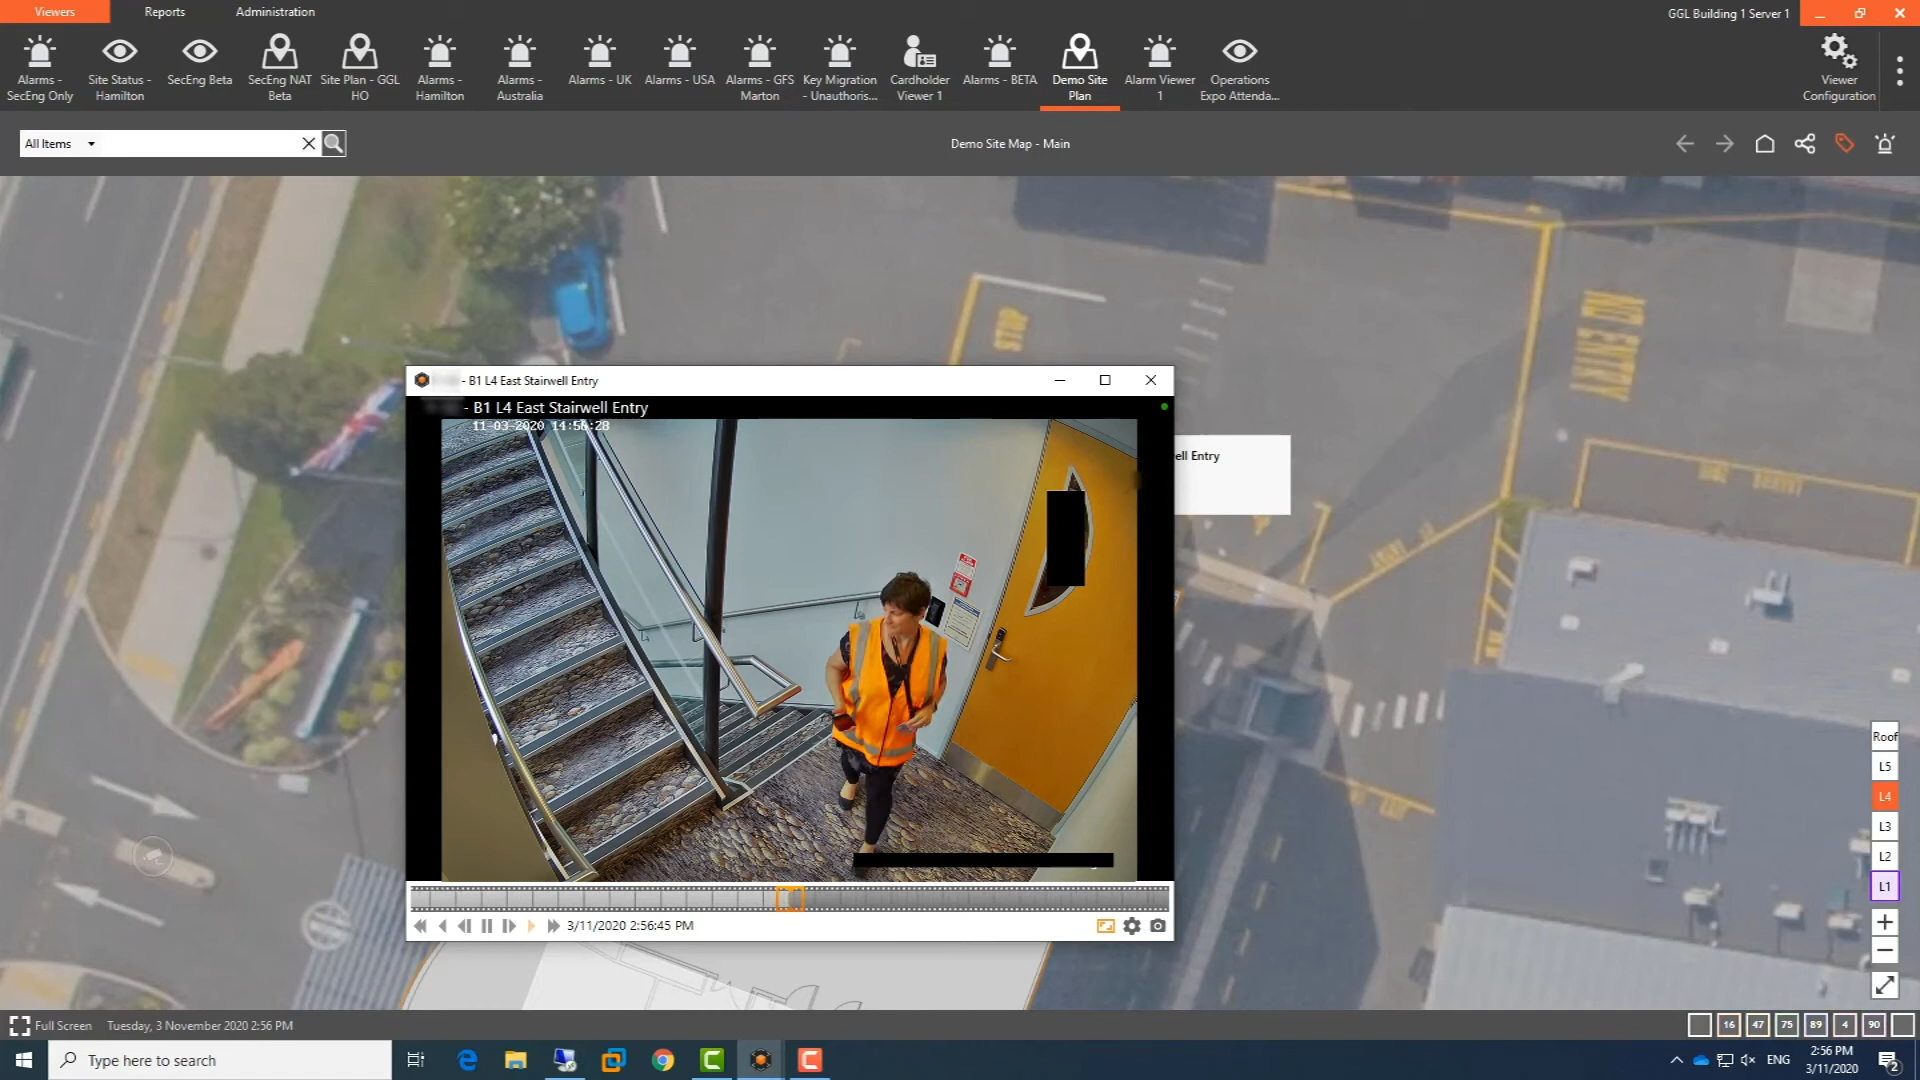 Viewers Reports Administration GGL Building 1 Server 1
Alarms - SecEng Only
Site Status - Hamilton
SecEng Beta
SecEng NAT Beta
Site Plan - GGL HO
Alarms - Hamilton
Alarms - Australia
Alarms - UK
Alarms - USA
Alarms - GFS Marton
Key Migration - Unauthoris...
Cardholder Viewer 1
Alarms - BETA
Demo Site Plan
Alarm Viewer 1
Operations Expo Attenda...
Viewer Configuration
All Items
Demo Site Map - Main
STOP
NO ENTRY
- B1 L4 East Stairwell Entry
- B1 L4 East Stairwell Entry
11-03-2020 14:56:28
ell Entry
3/11/2020 2:56:45 PM
Roof
L5
L4
L3
L2
L1
Full Screen Tuesday, 3 November 2020 2:56 PM
16 47 75 89 4 90
Type here to search
ENG
2:56 PM
3/11/2020
2